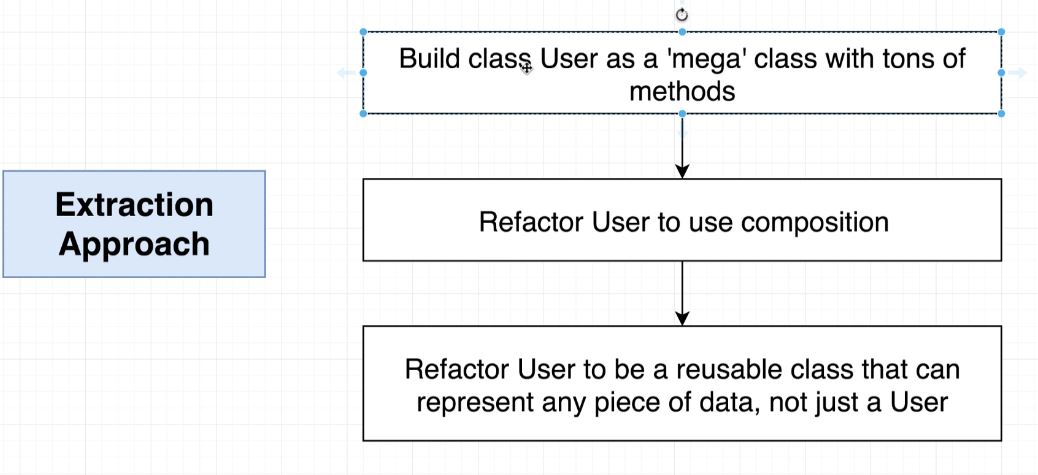 Build class User as a 'mega' class with tons of
methods
Extraction
Approach
Refactor User to use composition
Refactor User to be a reusable class that can
represent any piece of data, not just a User